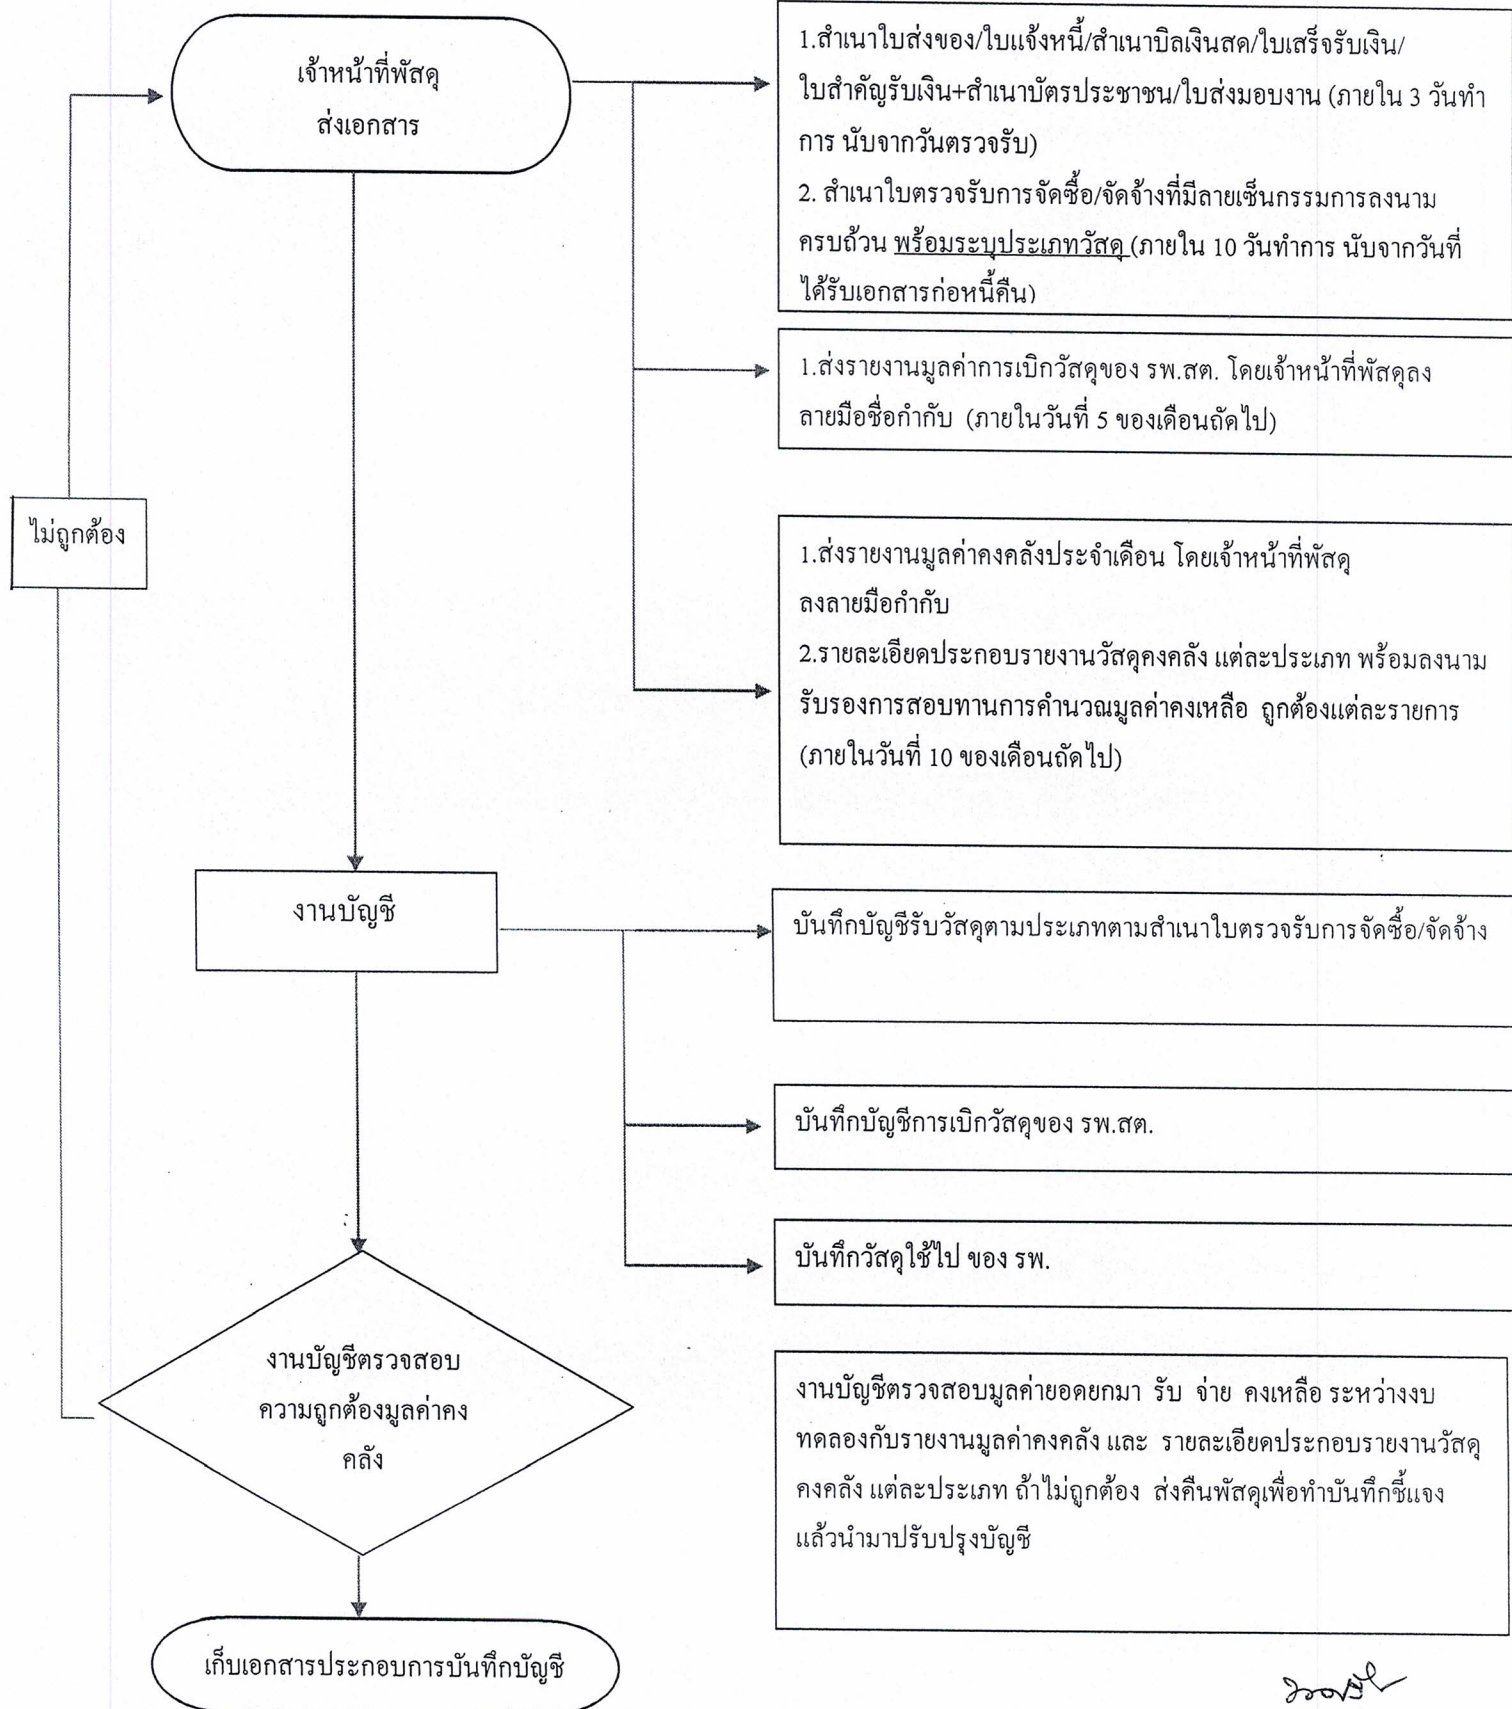 เจ้าหน้าที่พัสดุ
ส่งเอกสาร
1.สำเนาใบส่งของ/ใบแจ้งหนี้/สำเนาบิลเงินสด/ใบเสร็จรับเงิน/
ใบสำคัญรับเงิน+สำเนาบัตรประชาชน/ใบส่งมอบงาน (ภายใน 3 วันทำ
การ นับจากวันตรวจรับ)
2. สำเนาใบตรวจรับการจัดซื้อ/จัดจ้างที่มีลายเซ็นกรรมการลงนาม
ครบถ้วน พร้อมระบุประเภทวัสดุ (ภายใน 10 วันทำการ นับจากวันที่
ได้รับเอกสารก่อหนี้คืน)
1.ส่งรายงานมูลค่าการเบิกวัสดุของ รพ.สต. โดยเจ้าหน้าที่พัสดุลง
ลายมือชื่อกำกับ (ภายในวันที่ 5 ของเดือนถัดไป)
ไม่ถูกต้อง
1.ส่งรายงานมูลค่าคงคลังประจำเดือน โดยเจ้าหน้าที่พัสดุ
ลงลายมือกำกับ
2.รายละเอียดประกอบรายงานวัสดุคงคลัง แต่ละประเภท พร้อมลงนาม
รับรองการสอบทานการคำนวณมูลค่าคงเหลือ ถูกต้องแต่ละรายการ
(ภายในวันที่ 10 ของเดือนถัดไป)
งานบัญชี
บันทึกบัญชีรับวัสดุตามประเภทตามสำเนาใบตรวจรับการจัดซื้อ/จัดจ้าง
บันทึกบัญชีการเบิกวัสดุของ รพ.สต.
บันทึกวัสดุใช้ไป ของ รพ.
งานบัญชีตรวจสอบ
ความถูกต้องมูลค่าคง
คลัง
งานบัญชีตรวจสอบมูลค่ายอดยกมา รับ จ่าย คงเหลือ ระหว่างงบ
ทดลองกับรายงานมูลค่าคงคลัง และ รายละเอียดประกอบรายงานวัสดุ
คงคลัง แต่ละประเภท ถ้าไม่ถูกต้อง ส่งคืนพัสดุเพื่อทำบันทึกชี้แจง
แล้วนำมาปรับปรุงบัญชี
เก็บเอกสารประกอบการบันทึกบัญชี